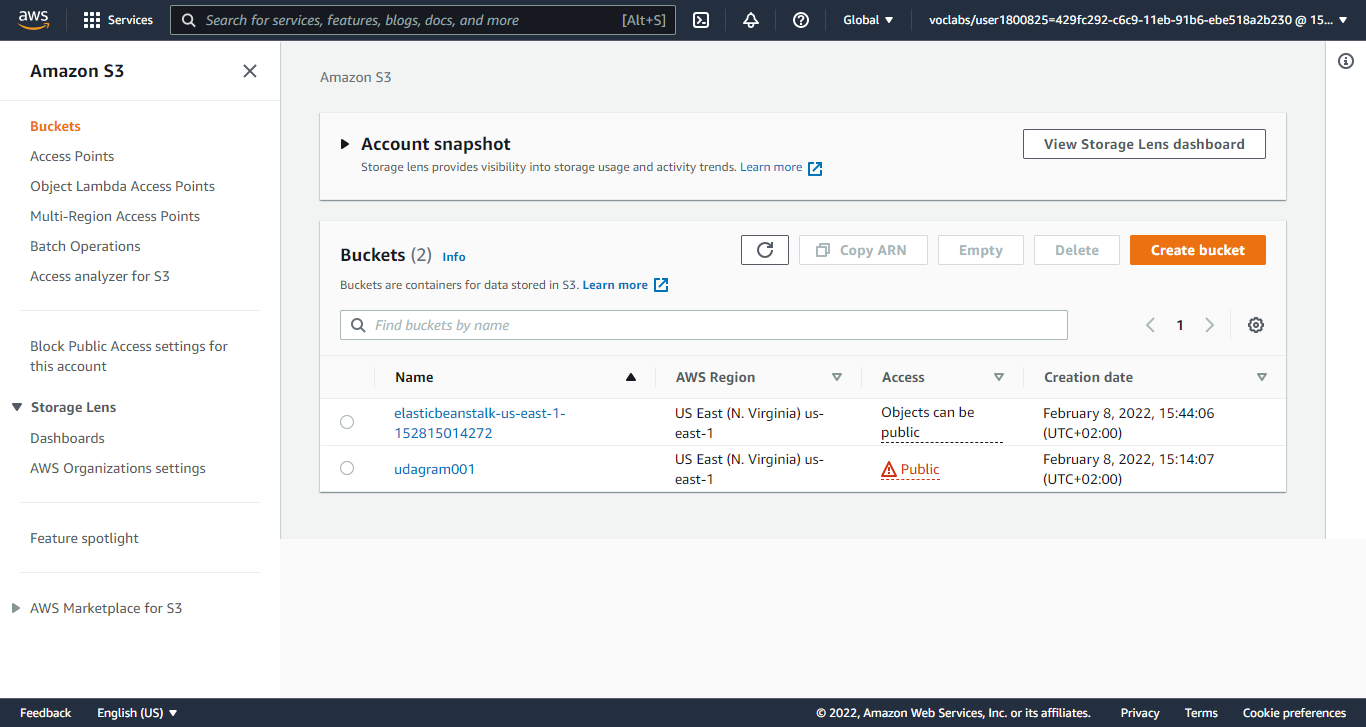 aws
Services
Search for services, features, blogs, docs, and more [Alt+S]
Global
voclabs/user1800825=429fc292-c6c9-11eb-91b6-ebe518a2b230 @ 15...
Amazon S3
Buckets
Access Points
Object Lambda Access Points
Multi-Region Access Points
Batch Operations
Access analyzer for S3
Block Public Access settings for
this account
Storage Lens
Dashboards
AWS Organizations settings
Feature spotlight
AWS Marketplace for S3
Amazon S3
Account snapshot
Storage lens provides visibility into storage usage and activity trends. Learn more
View Storage Lens dashboard
Buckets (2) Info
Copy ARN
Empty
Delete
Create bucket
Buckets are containers for data stored in S3. Learn more
Find buckets by name
1
Name
AWS Region
Access
Creation date
elasticbeanstalk-us-east-1-
152815014272
US East (N. Virginia) us-
east-1
Objects can be
public
February 8, 2022, 15:44:06
(UTC+02:00)
udagram001
US East (N. Virginia) us-
east-1
Public
February 8, 2022, 15:14:07
(UTC+02:00)
Feedback
English (US)
© 2022, Amazon Web Services, Inc. or its affiliates.
Privacy
Terms
Cookie preferences